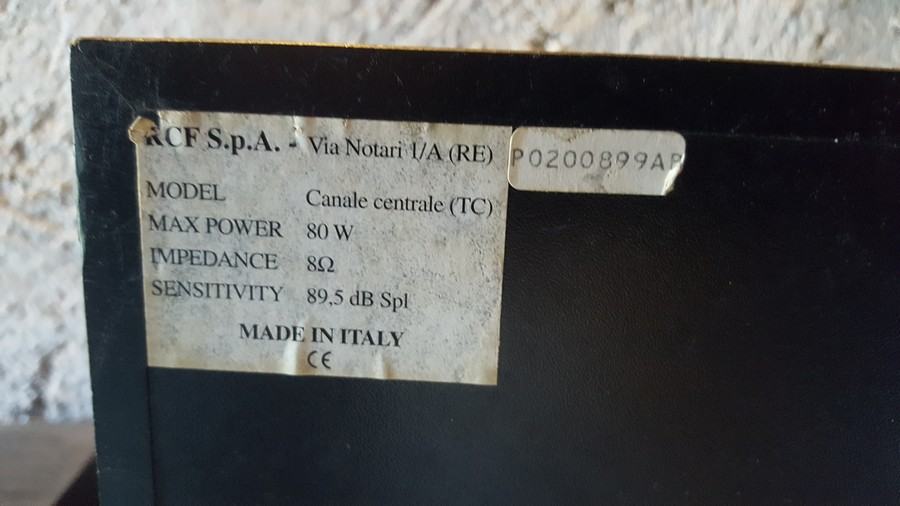 RCF S.p.A. - Via Notari 1/A (RE)
P0200899AP
MODEL Canale centrale (TC)
MAX POWER 80 W
IMPEDANCE 8Ω
SENSITIVITY 89,5 dB Spl
MADE IN ITALY
CE